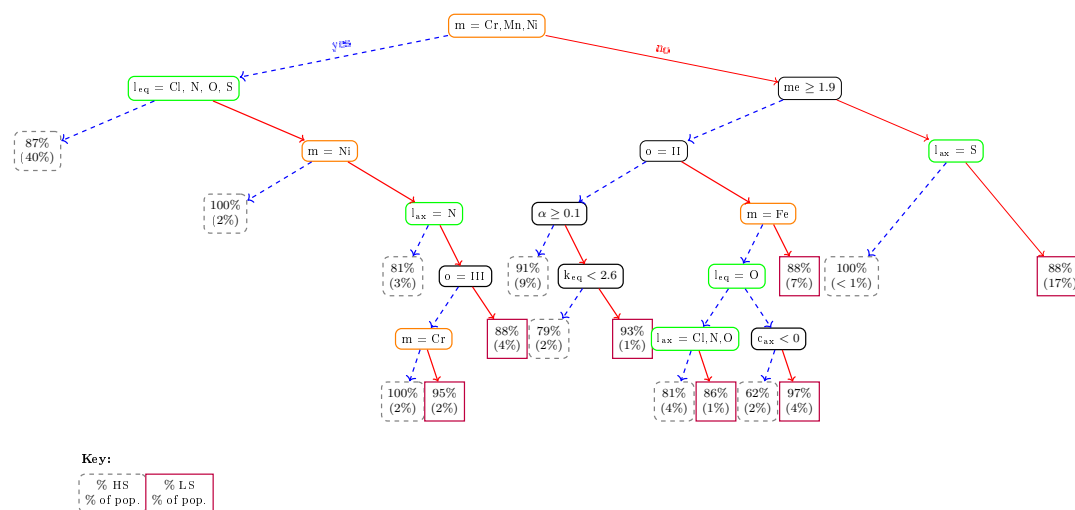 m = Cr,Mn,Ni
yes
no
l_eq = Cl, N, O, S
me ≥ 1.9
87%
(40%)
m = Ni
o = II
l_ax = S
100%
(2%)
l_ax = N
α ≥ 0.1
m = Fe
81%
(3%)
o = III
91%
(9%)
k_eq < 2.6
l_eq = O
88%
(7%)
100%
(< 1%)
88%
(17%)
m = Cr
88%
(4%)
79%
(2%)
93%
(1%)
l_ax = Cl,N,O
c_ax < 0
100%
(2%)
95%
(2%)
81%
(4%)
86%
(1%)
62%
(2%)
97%
(4%)
Key:
% HS
% of pop.
% LS
% of pop.